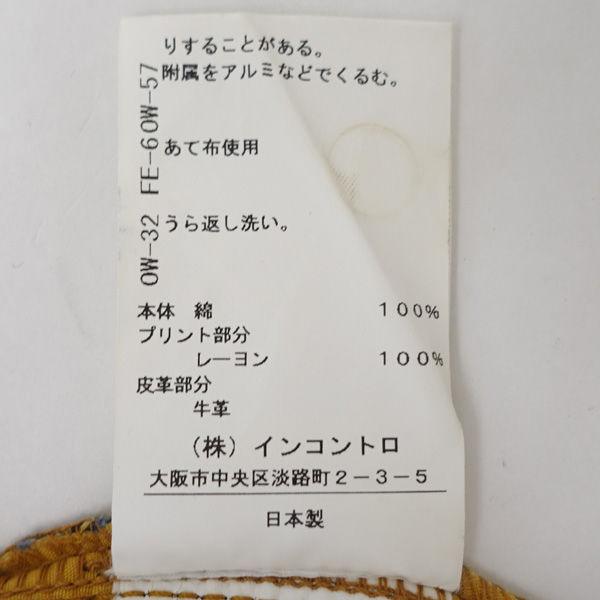 りすることがある。
附属をアルミなどでくるむ。
あて布使用
うら返し洗い。
OW-32 FE-60W-57
本体 綿 100%
プリント部分
レーヨン 100%
皮革部分
牛革
(株)インコントロ
大阪市中央区淡路町2-3-5
日本製